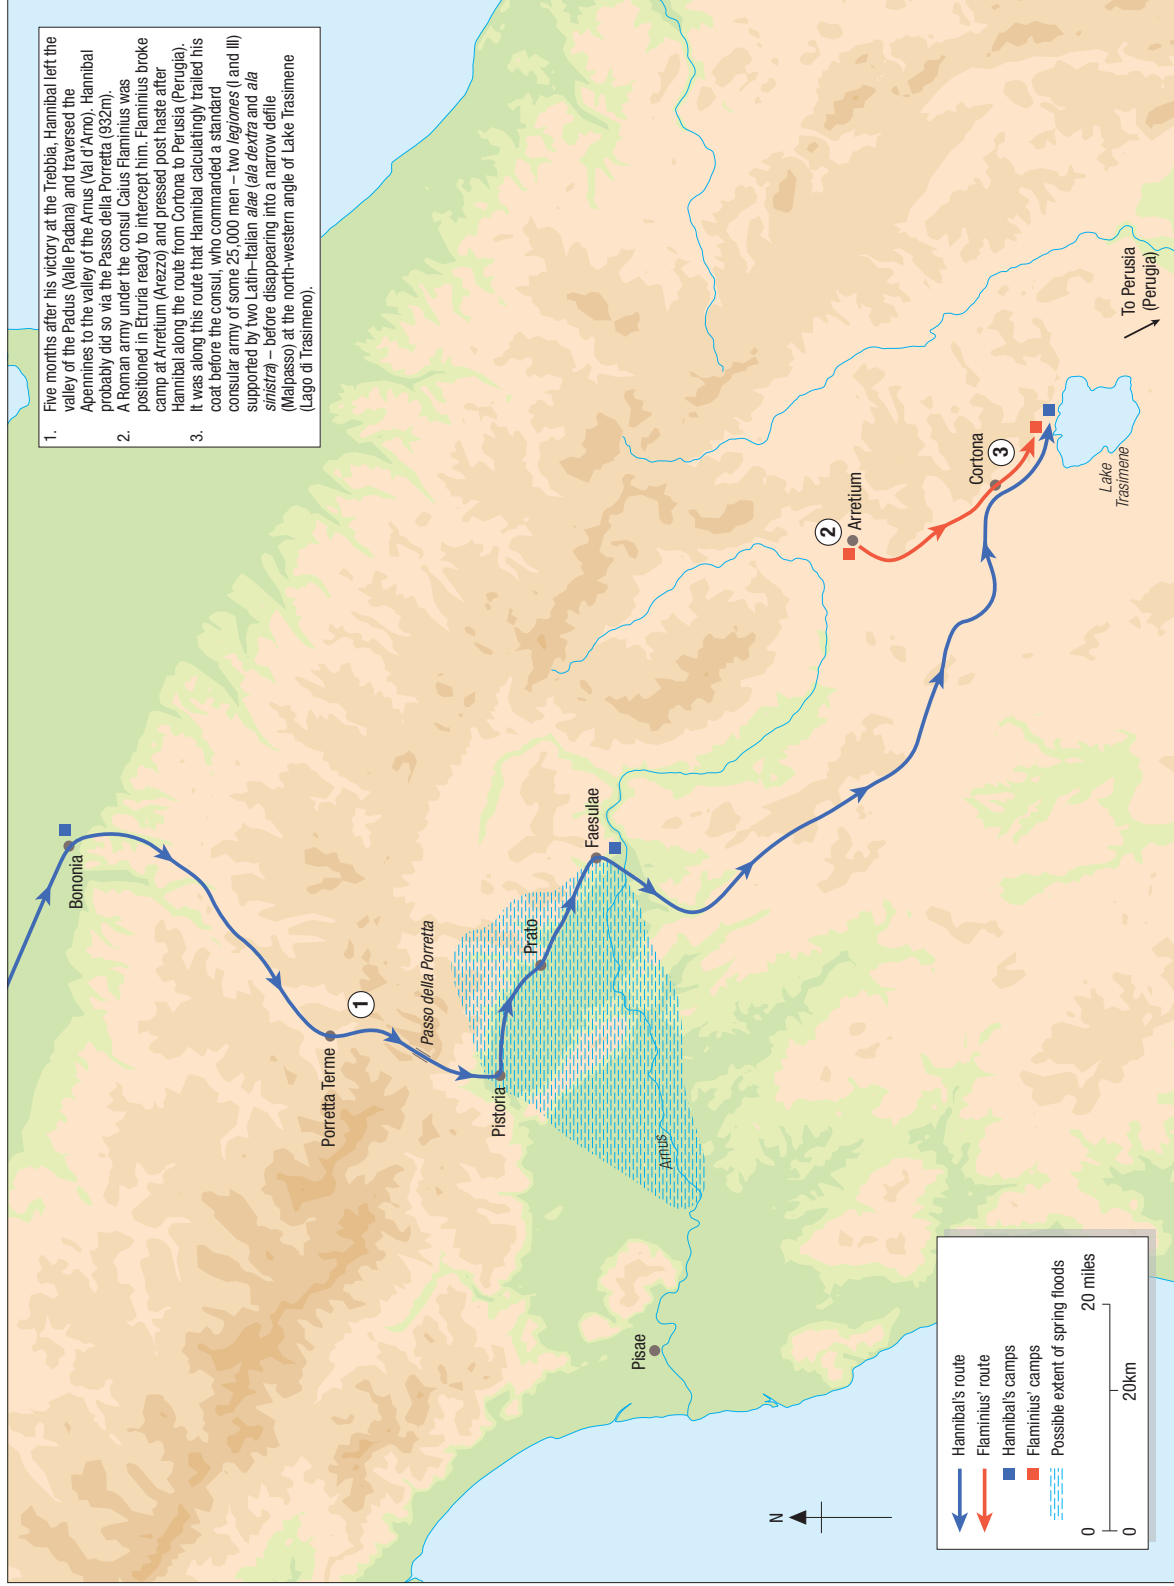 1. Five months after his victory at the Trebbia, Hannibal left the
valley of the Padus (Valle Padana) and traversed the
Apennines to the valley of the Arnus (Val d'Arno). Hannibal
probably did so via the Passo della Porretta (932m).
2. A Roman army under the consul Caius Flaminius was
positioned in Etruria ready to intercept him. Flaminius broke
camp at Arretium (Arezzo) and pressed post haste after
Hannibal along the route from Cortona to Perusia (Perugia).
3. It was along this route that Hannibal calculatingly trailed his
coat before the consul, who commanded a standard
consular army of some 25,000 men – two legiones (I and III)
supported by two Latin–Italian alae (ala dextra and ala
sinistra) – before disappearing into a narrow defile
(Malpasso) at the north-western angle of Lake Trasimene
(Lago di Trasimeno).
Bononia
Porretta Terme
1
Passo della Porretta
Pistoria
Prato
Faesulae
Arnus
Pisae
2
Arretium
Cortona
3
Lake
Trasimene
To Perusia
(Perugia)
N
Hannibal's route
Flaminius' route
Hannibal's camps
Flaminius' camps
Possible extent of spring floods
0
20 miles
0
20km